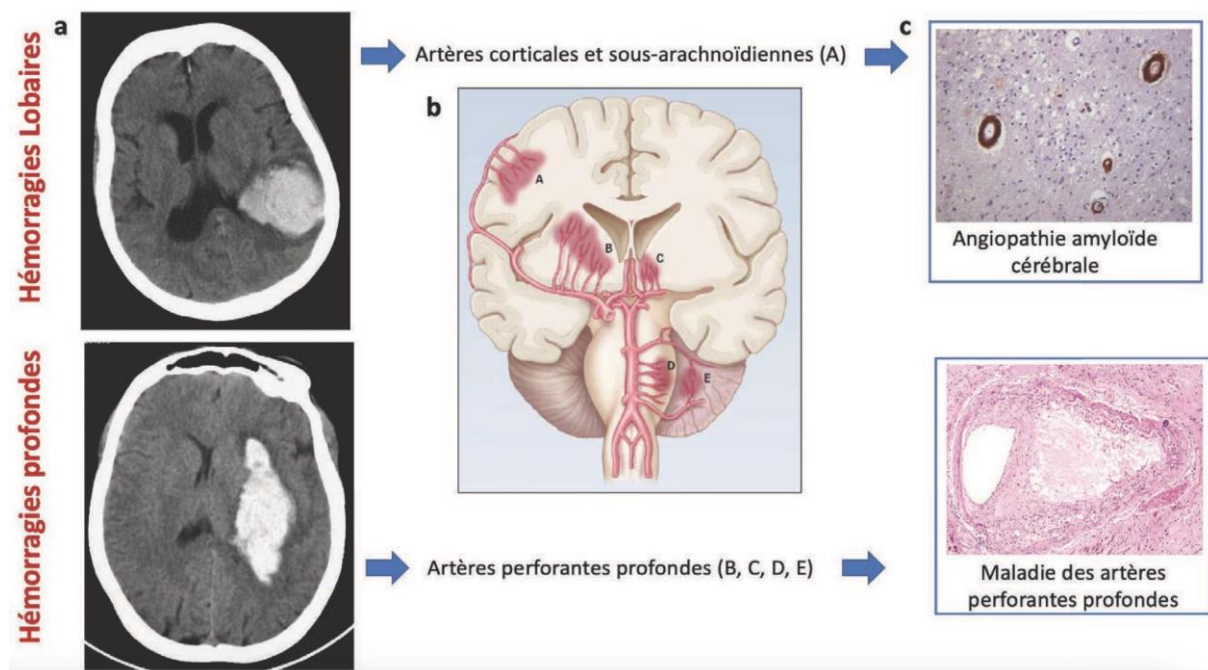 Hémorragies Lobaires
a
Artères corticales et sous-arachnoïdiennes (A)
c
b
A
B
C
D
E
Angiopathie amyloïde
cérébrale
Hémorragies profondes
Artères perforantes profondes (B, C, D, E)
Maladie des artères
perforantes profondes